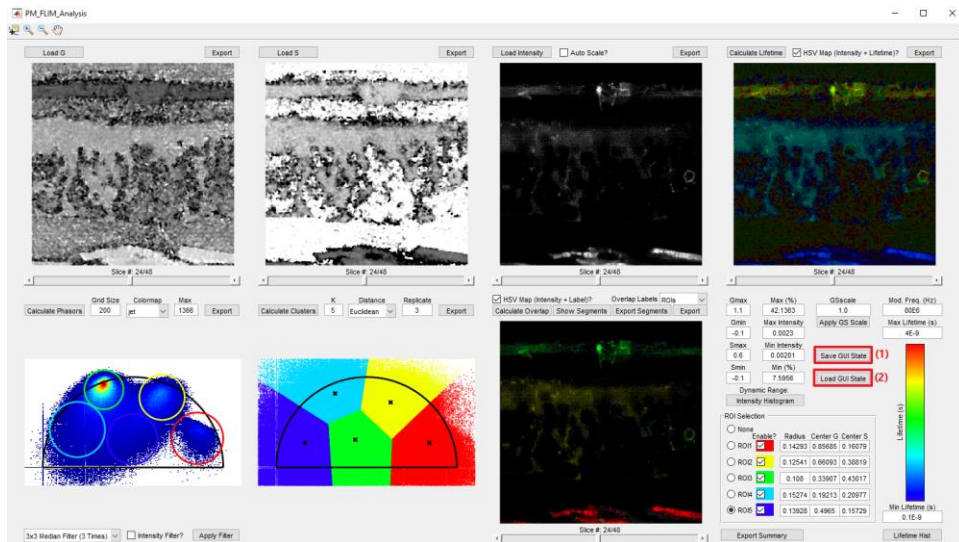 PM_FLIM_Analysis
Load G Export Load S Export Load Intensity Auto Scale? Export Calculate Lifetime HSV Map (Intensity + Lifetime)? Export
Slice #: 24/48 Slice #: 24/48 Slice #: 24/48 Slice #: 24/48
Grid Size Colormap Max
Calculate Phasors 200 jet 1366 Export
K Distance Replicate
Calculate Clusters 5 Euclidean 3 Export
HSV Map (Intensity + Label)? Overlap Labels ROIs
Calculate Overlap Show Segments Export Segments Export
Gmax Max (%) GSscale Mod. Freq. (Hz)
1.1 42.1363 1.0 80E6
Gmin Max Intensity Apply GS Scale Max Lifetime (s)
-0.1 0.0023 4E-9
Smax Min Intensity
0.6 0.00201 Save GUI State (1)
Smin Min (%)
-0.1 7.5956 Load GUI State (2)
Dynamic Range:
Intensity Histogram
ROI Selection
None
Enable? Radius Center G Center S
ROI1 0.14293 0.85685 0.16079
ROI2 0.12541 0.66093 0.38819
ROI3 0.108 0.33907 0.43017
ROI4 0.15274 0.19213 0.20977
ROI5 0.13928 0.4965 0.15729
Lifetime (s)
Min Lifetime (s)
0.1E-9
3x3 Median Filter (3 Times) Intensity Filter? Apply Filter
Slice #: 24/48
Export Summary Lifetime Hist